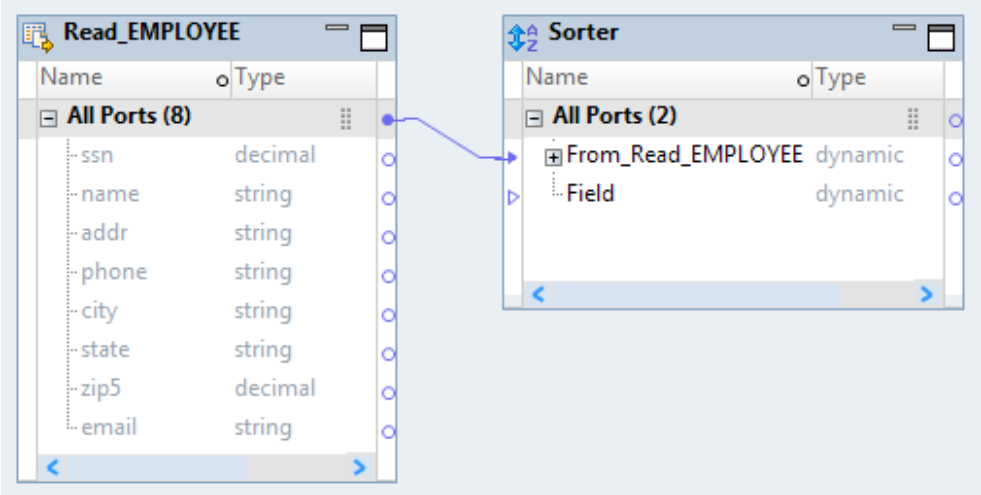 Read_EMPLOYEE
Name Type
All Ports (8)
ssn decimal
name string
addr string
phone string
city string
state string
zip5 decimal
email string
Sorter
Name Type
All Ports (2)
From_Read_EMPLOYEE dynamic
Field dynamic